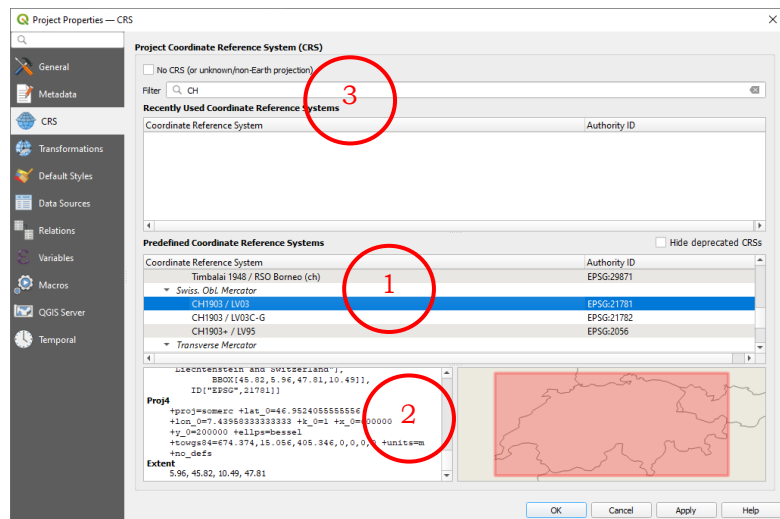 Project Properties — CRS
Project Coordinate Reference System (CRS)
General
Metadata
CRS
Transformations
Default Styles
Data Sources
Relations
Variables
Macros
QGIS Server
Temporal
No CRS (or unknown/non-Earth projection)
Filter CH
3
Recently Used Coordinate Reference Systems
Coordinate Reference System Authority ID
Predefined Coordinate Reference Systems Hide deprecated CRSs
Coordinate Reference System Authority ID
1
Timbalai 1948 / RSO Borneo (ch) EPSG:29871
Swiss. Obl. Mercator
CH1903 / LV03 EPSG:21781
CH1903 / LV03C-G EPSG:21782
CH1903+ / LV95 EPSG:2056
Transverse Mercator
Liechtenstein and Switzerland"],
BBOX[45.82,5.96,47.81,10.49]],
ID["EPSG",21781]]
Proj4
+proj=somerc +lat_0=46.9524055555556
+lon_0=7.43958333333333 +k_0=1 +x_0=600000
+y_0=200000 +ellps=bessel
+towgs84=674.374,15.056,405.346,0,0,0,0 +units=m
+no_defs
2
Extent
5.96, 45.82, 10.49, 47.81
OK Cancel Apply Help